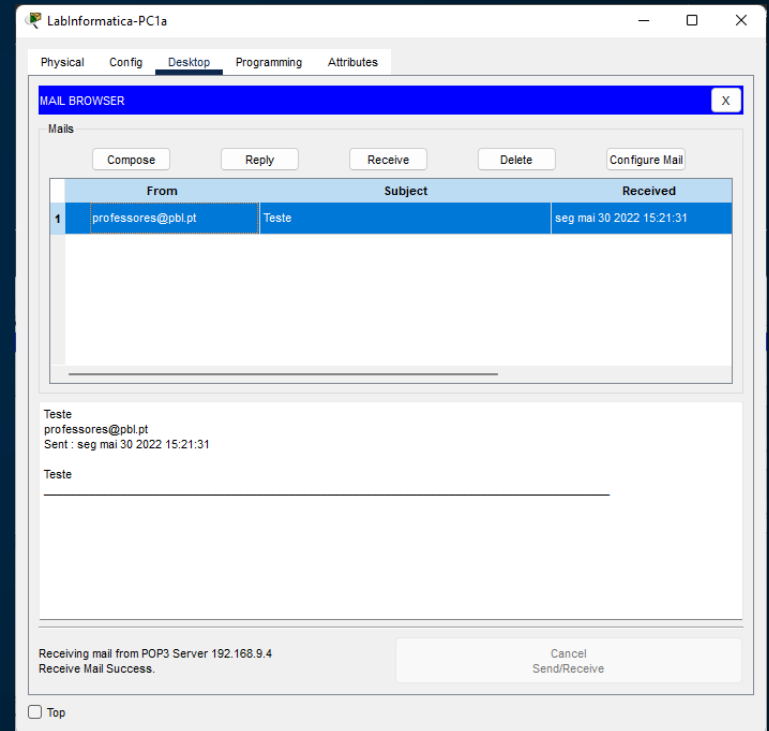 LabInformatica-PC1a
Physical Config Desktop Programming Attributes
MAIL BROWSER X
Mails
Compose Reply Receive Delete Configure Mail
From Subject Received
1 professores@pbl.pt Teste seg mai 30 2022 15:21:31
Teste
professores@pbl.pt
Sent : seg mai 30 2022 15:21:31
Teste
Receiving mail from POP3 Server 192.168.9.4
Receive Mail Success.
Cancel
Send/Receive
Top